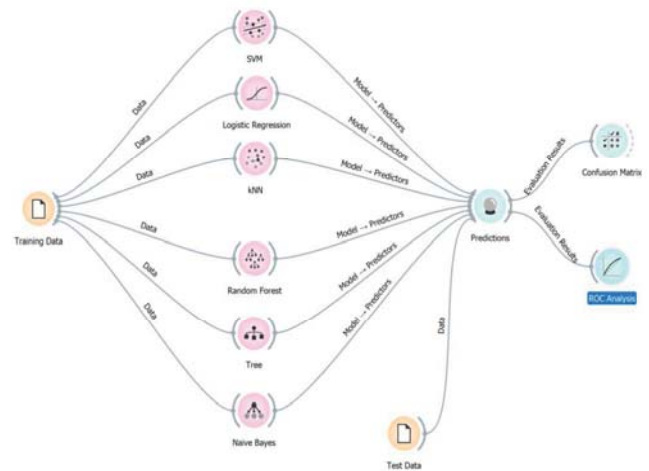 SVM
Data
Model → Predictors
Logistic Regression
Data
Model → Predictors
kNN
Data
Model → Predictors
Training Data
Random Forest
Data
Model → Predictors
Tree
Data
Model → Predictors
Naive Bayes
Data
Model → Predictors
Predictions
Data
Test Data
Evaluation Results
Confusion Matrix
Evaluation Results
ROC Analysis